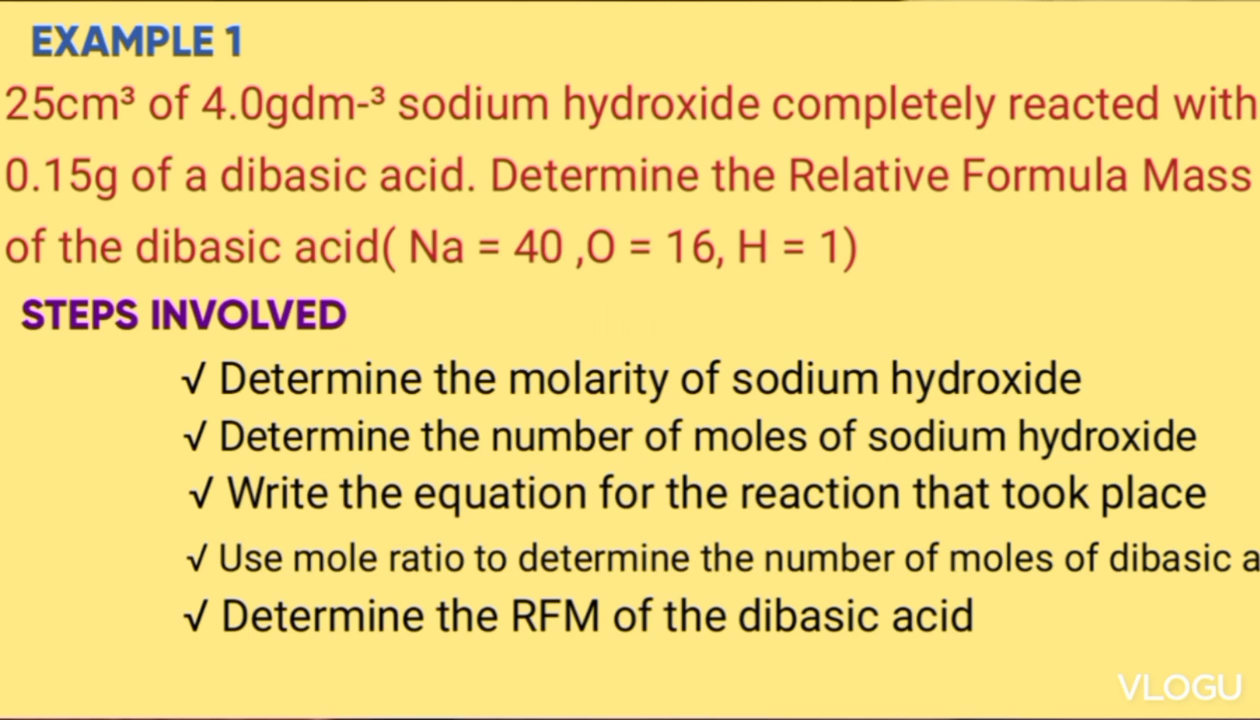 EXAMPLE 1
25cm³ of 4.0gdm-³ sodium hydroxide completely reacted with
0.15g of a dibasic acid. Determine the Relative Formula Mass
of the dibasic acid( Na = 40 ,O = 16, H = 1)
STEPS INVOLVED
√ Determine the molarity of sodium hydroxide
√ Determine the number of moles of sodium hydroxide
√ Write the equation for the reaction that took place
√ Use mole ratio to determine the number of moles of dibasic a
√ Determine the RFM of the dibasic acid
VLOGU